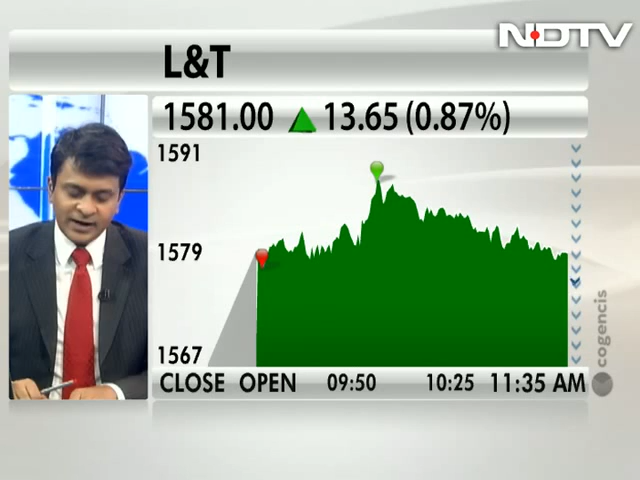 NDTV
L&T
1581.00 ▲ 13.65 (0.87%)
1591
1579
1567
CLOSE OPEN 09:50 10:25 11:35 AM
cogencis